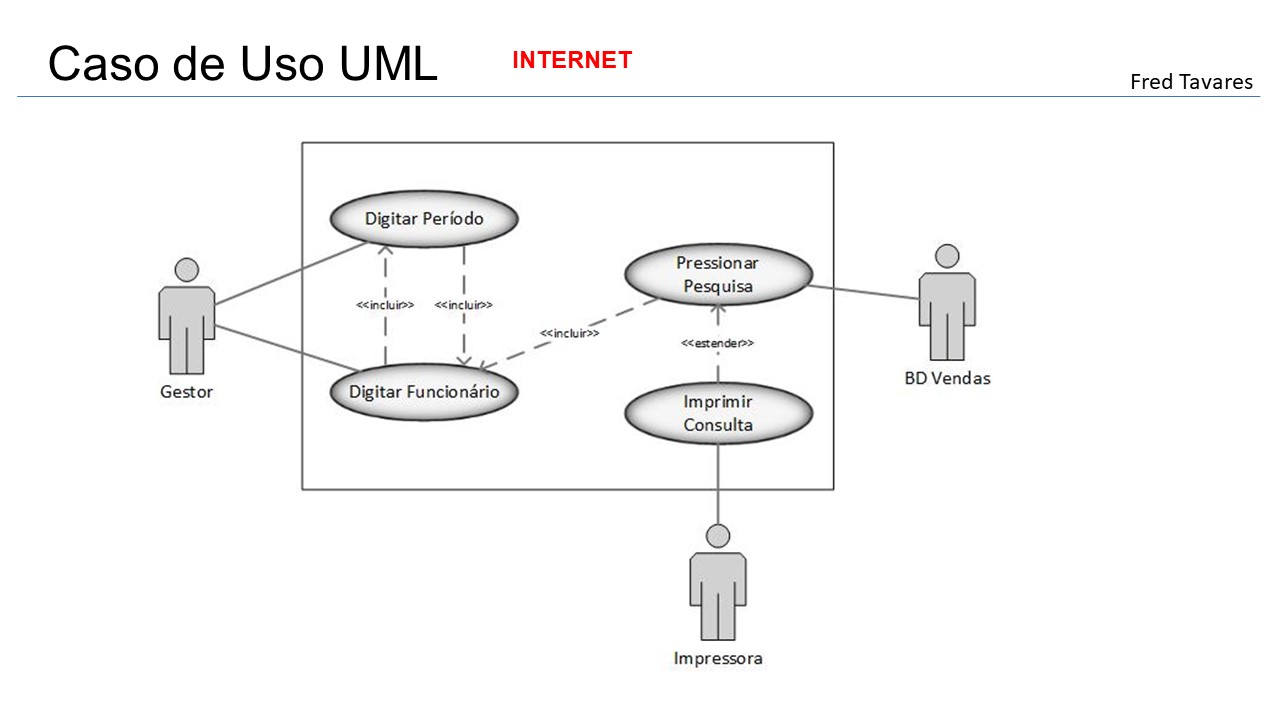 Caso de Uso UML
INTERNET
Fred Tavares
Digitar Período
Pressionar
Pesquisa
<<incluir>>
<<incluir>>
<<incluir>>
<<estender>>
Gestor
BD Vendas
Digitar Funcionário
Imprimir
Consulta
Impressora